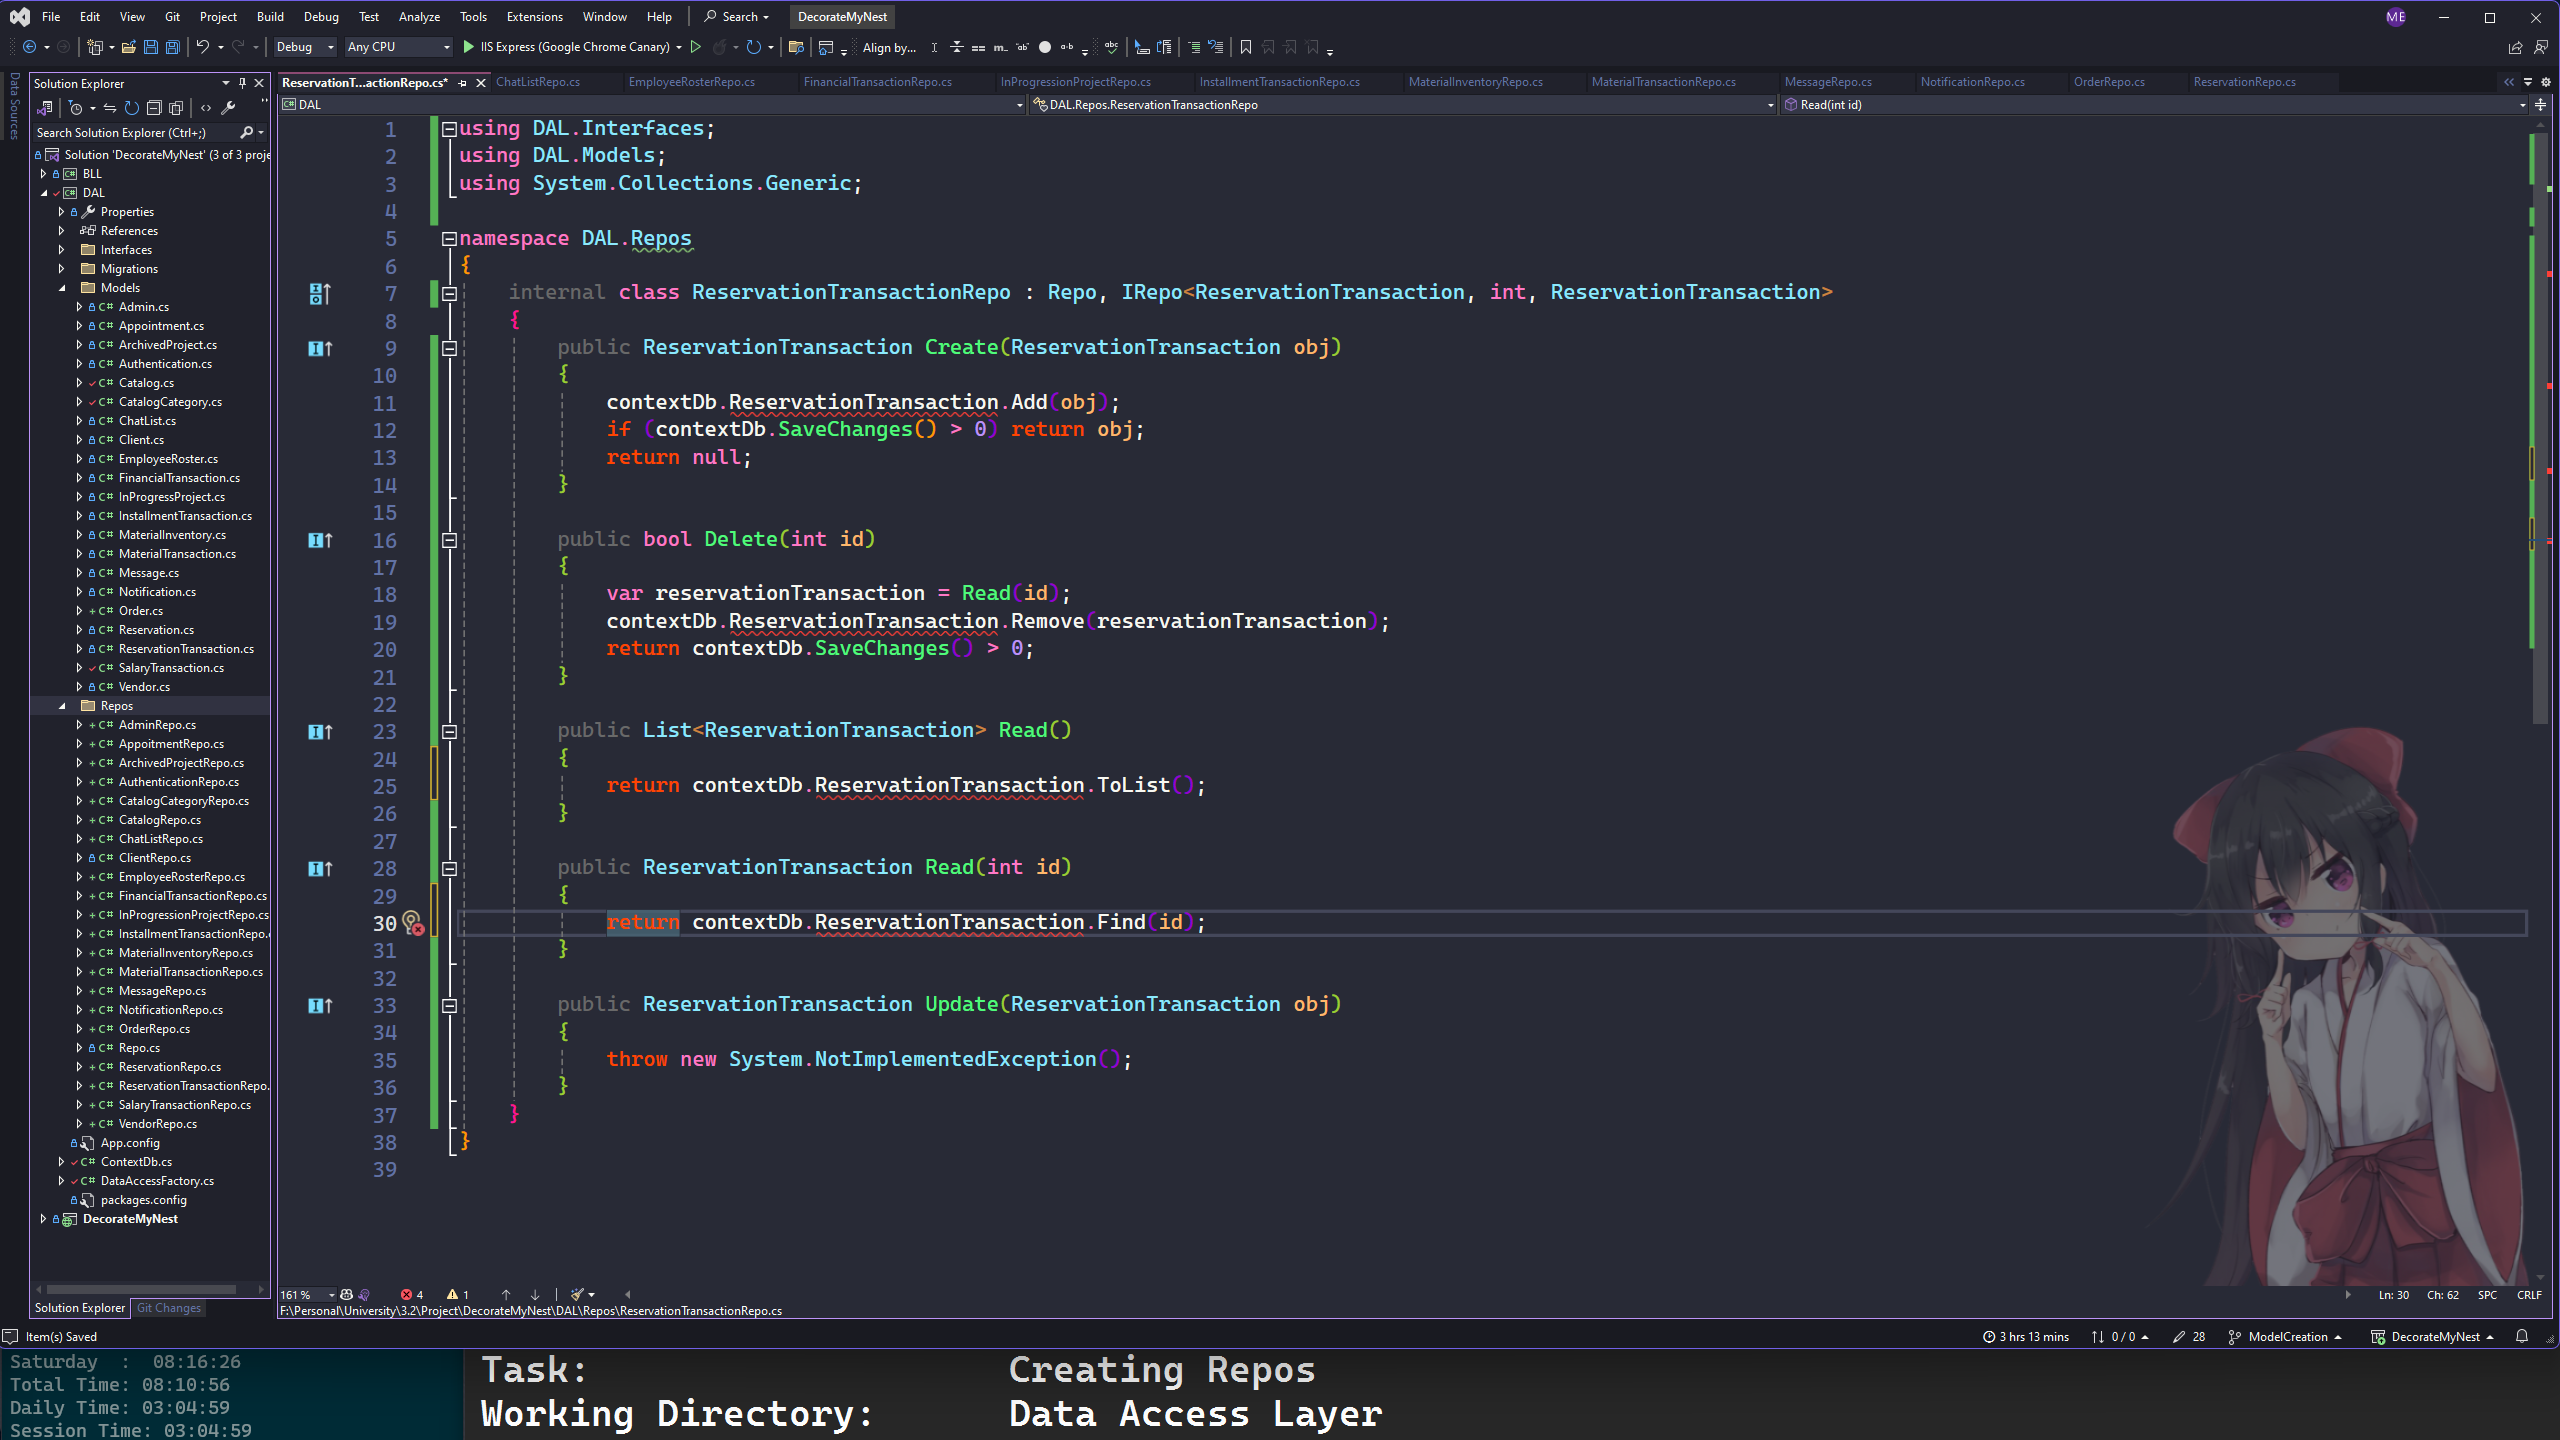 File Edit View Git Project Build Debug Test Analyze Tools Extensions Window Help Search DecorateMyNest ME
Debug Any CPU IIS Express (Google Chrome Canary) Align by...
Data Sources
Solution Explorer
Search Solution Explorer (Ctrl+;)
Solution 'DecorateMyNest' (3 of 3 proje
BLL
DAL
Properties
References
Interfaces
Migrations
Models
C# Admin.cs
C# Appointment.cs
C# ArchivedProject.cs
C# Authentication.cs
C# Catalog.cs
C# CatalogCategory.cs
C# ChatList.cs
C# Client.cs
C# EmployeeRoster.cs
C# FinancialTransaction.cs
C# InProgressProject.cs
C# InstallmentTransaction.cs
C# MaterialInventory.cs
C# MaterialTransaction.cs
C# Message.cs
C# Notification.cs
C# Order.cs
C# Reservation.cs
C# ReservationTransaction.cs
C# SalaryTransaction.cs
C# Vendor.cs
Repos
C# AdminRepo.cs
C# AppoitmentRepo.cs
C# ArchivedProjectRepo.cs
C# AuthenticationRepo.cs
C# CatalogCategoryRepo.cs
C# CatalogRepo.cs
C# ChatListRepo.cs
C# ClientRepo.cs
C# EmployeeRosterRepo.cs
C# FinancialTransactionRepo.cs
C# InProgressionProjectRepo.cs
C# InstallmentTransactionRepo.
C# MaterialInventoryRepo.cs
C# MaterialTransactionRepo.cs
C# MessageRepo.cs
C# NotificationRepo.cs
C# OrderRepo.cs
C# Repo.cs
C# ReservationRepo.cs
C# ReservationTransactionRepo.
C# SalaryTransactionRepo.cs
C# VendorRepo.cs
App.config
C# ContextDb.cs
C# DataAccessFactory.cs
packages.config
DecorateMyNest
Solution Explorer Git Changes
ReservationT...actionRepo.cs* ChatListRepo.cs EmployeeRosterRepo.cs FinancialTransactionRepo.cs InProgressionProjectRepo.cs InstallmentTransactionRepo.cs MaterialInventoryRepo.cs MaterialTransactionRepo.cs MessageRepo.cs NotificationRepo.cs OrderRepo.cs ReservationRepo.cs
DAL DAL.Repos.ReservationTransactionRepo Read(int id)
1 using DAL.Interfaces;
2 using DAL.Models;
3 using System.Collections.Generic;
4
5 namespace DAL.Repos
6 {
7 internal class ReservationTransactionRepo : Repo, IRepo<ReservationTransaction, int, ReservationTransaction>
8 {
9 public ReservationTransaction Create(ReservationTransaction obj)
10 {
11 contextDb.ReservationTransaction.Add(obj);
12 if (contextDb.SaveChanges() > 0) return obj;
13 return null;
14 }
15
16 public bool Delete(int id)
17 {
18 var reservationTransaction = Read(id);
19 contextDb.ReservationTransaction.Remove(reservationTransaction);
20 return contextDb.SaveChanges() > 0;
21 }
22
23 public List<ReservationTransaction> Read()
24 {
25 return contextDb.ReservationTransaction.ToList();
26 }
27
28 public ReservationTransaction Read(int id)
29 {
30 return contextDb.ReservationTransaction.Find(id);
31 }
32
33 public ReservationTransaction Update(ReservationTransaction obj)
34 {
35 throw new System.NotImplementedException();
36 }
37 }
38 }
39
161 % 4 1 Ln: 30 Ch: 62 SPC CRLF
F:\Personal\University\3.2\Project\DecorateMyNest\DAL\Repos\ReservationTransactionRepo.cs
Item(s) Saved 3 hrs 13 mins 0 / 0 28 ModelCreation DecorateMyNest
Saturday : 08:16:26
Total Time: 08:10:56
Daily Time: 03:04:59
Session Time: 03:04:59
Task: Creating Repos
Working Directory: Data Access Layer